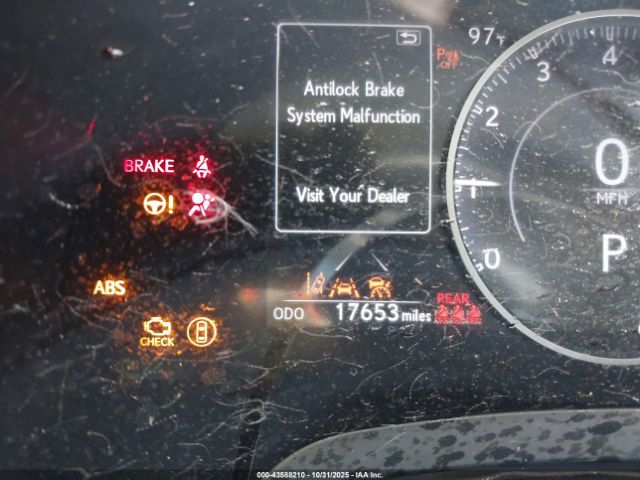 97°F
P OFF
Antilock Brake
System Malfunction
Visit Your Dealer
BRAKE
ABS
CHECK
ODO 17653 miles
REAR
4
3
2
1
0
0
MPH
P
000-43588210 - 10/31/2025 - IAA Inc.